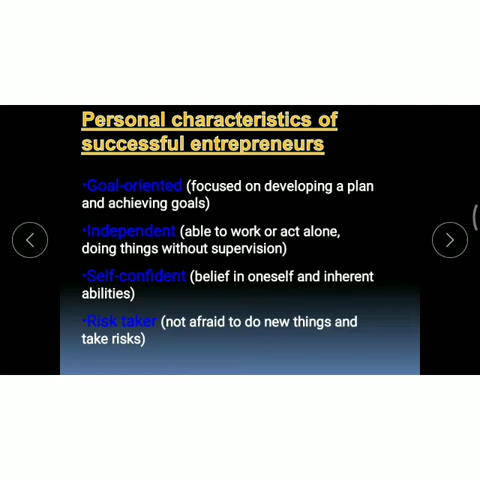 Personal characteristics of
successful entrepreneurs
•Goal-oriented (focused on developing a plan
and achieving goals)
•Independent (able to work or act alone,
doing things without supervision)
•Self-confident (belief in oneself and inherent
abilities)
•Risk taker (not afraid to do new things and
take risks)